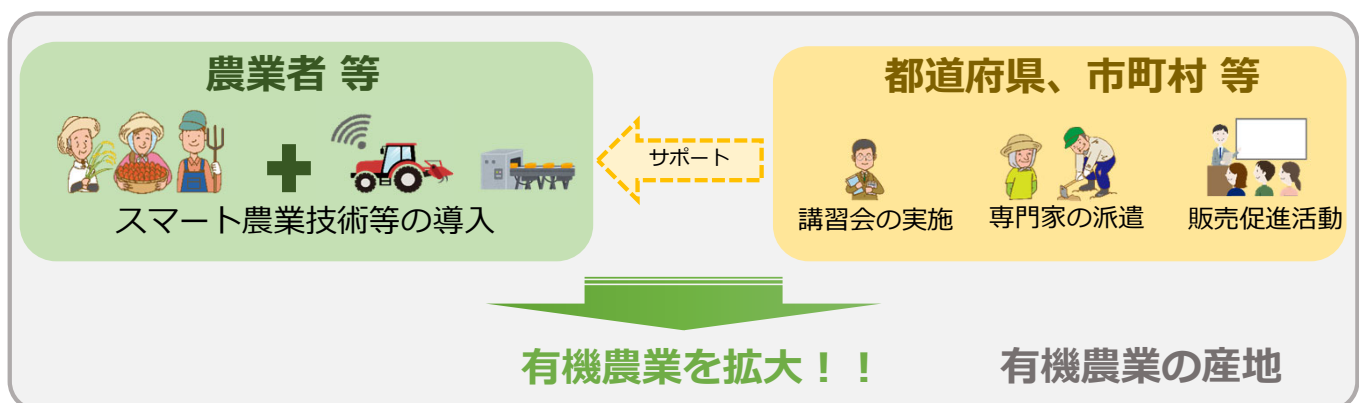 農業者 等
スマート農業技術等の導入
サポート
都道府県、市町村 等
講習会の実施
専門家の派遣
販売促進活動
有機農業を拡大！！
有機農業の産地